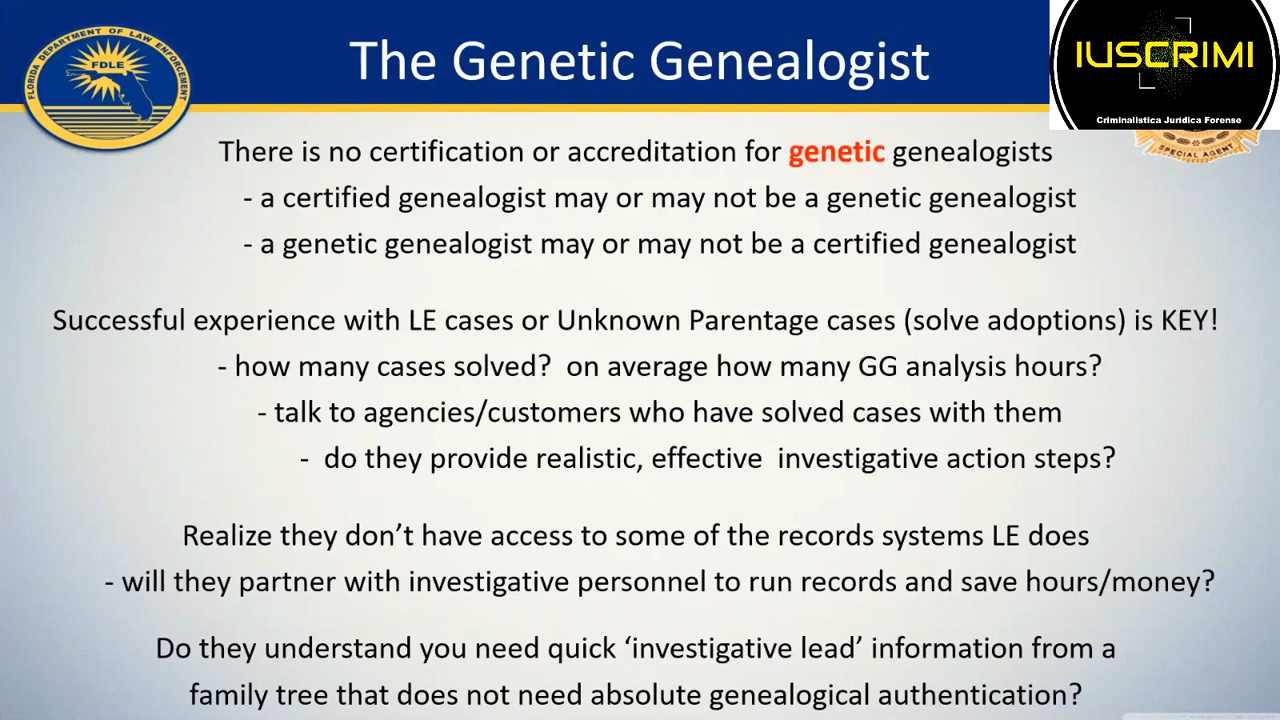 FLORIDA DEPARTMENT OF LAW ENFORCEMENT
FDLE
The Genetic Genealogist
IUSCRIMI
Criminalistica Jurídica Forense
SPECIAL AGENT
There is no certification or accreditation for genetic genealogists
- a certified genealogist may or may not be a genetic genealogist
- a genetic genealogist may or may not be a certified genealogist
Successful experience with LE cases or Unknown Parentage cases (solve adoptions) is KEY!
- how many cases solved?  on average how many GG analysis hours?
- talk to agencies/customers who have solved cases with them
-  do they provide realistic, effective  investigative action steps?
Realize they don’t have access to some of the records systems LE does
- will they partner with investigative personnel to run records and save hours/money?
Do they understand you need quick ‘investigative lead’ information from a
family tree that does not need absolute genealogical authentication?